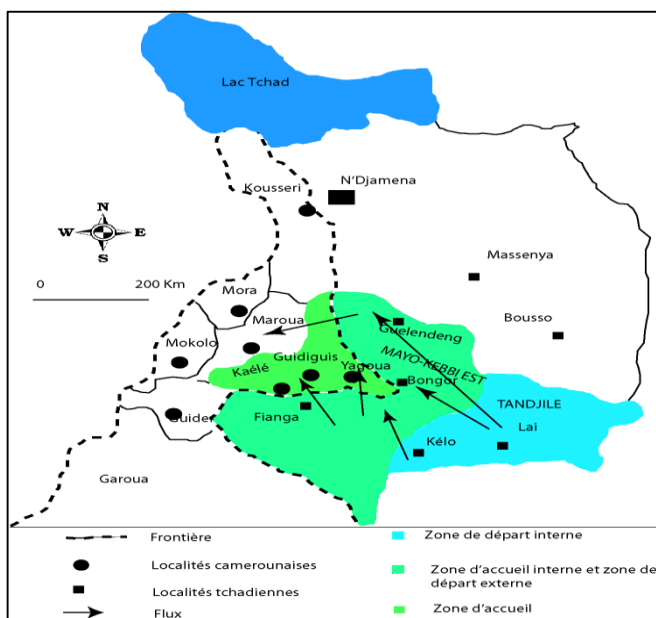 Lac Tchad
N'Djamena
Kousseri
N
W E
S
Massenya
0 200 Km
Mora
Bousso
Maroua
Guelendeng
Mokolo
Guidiguis
MAYO-KEBBI EST
Kaélé
Yagoua
Bongor
TANDJILE
Guider
Fianga
Lai
Kélo
Garoua
Frontière
Localités camerounaises
Localités tchadiennes
Flux
Zone de départ interne
Zone d'accueil interne et zone de
départ externe
Zone d'accueil